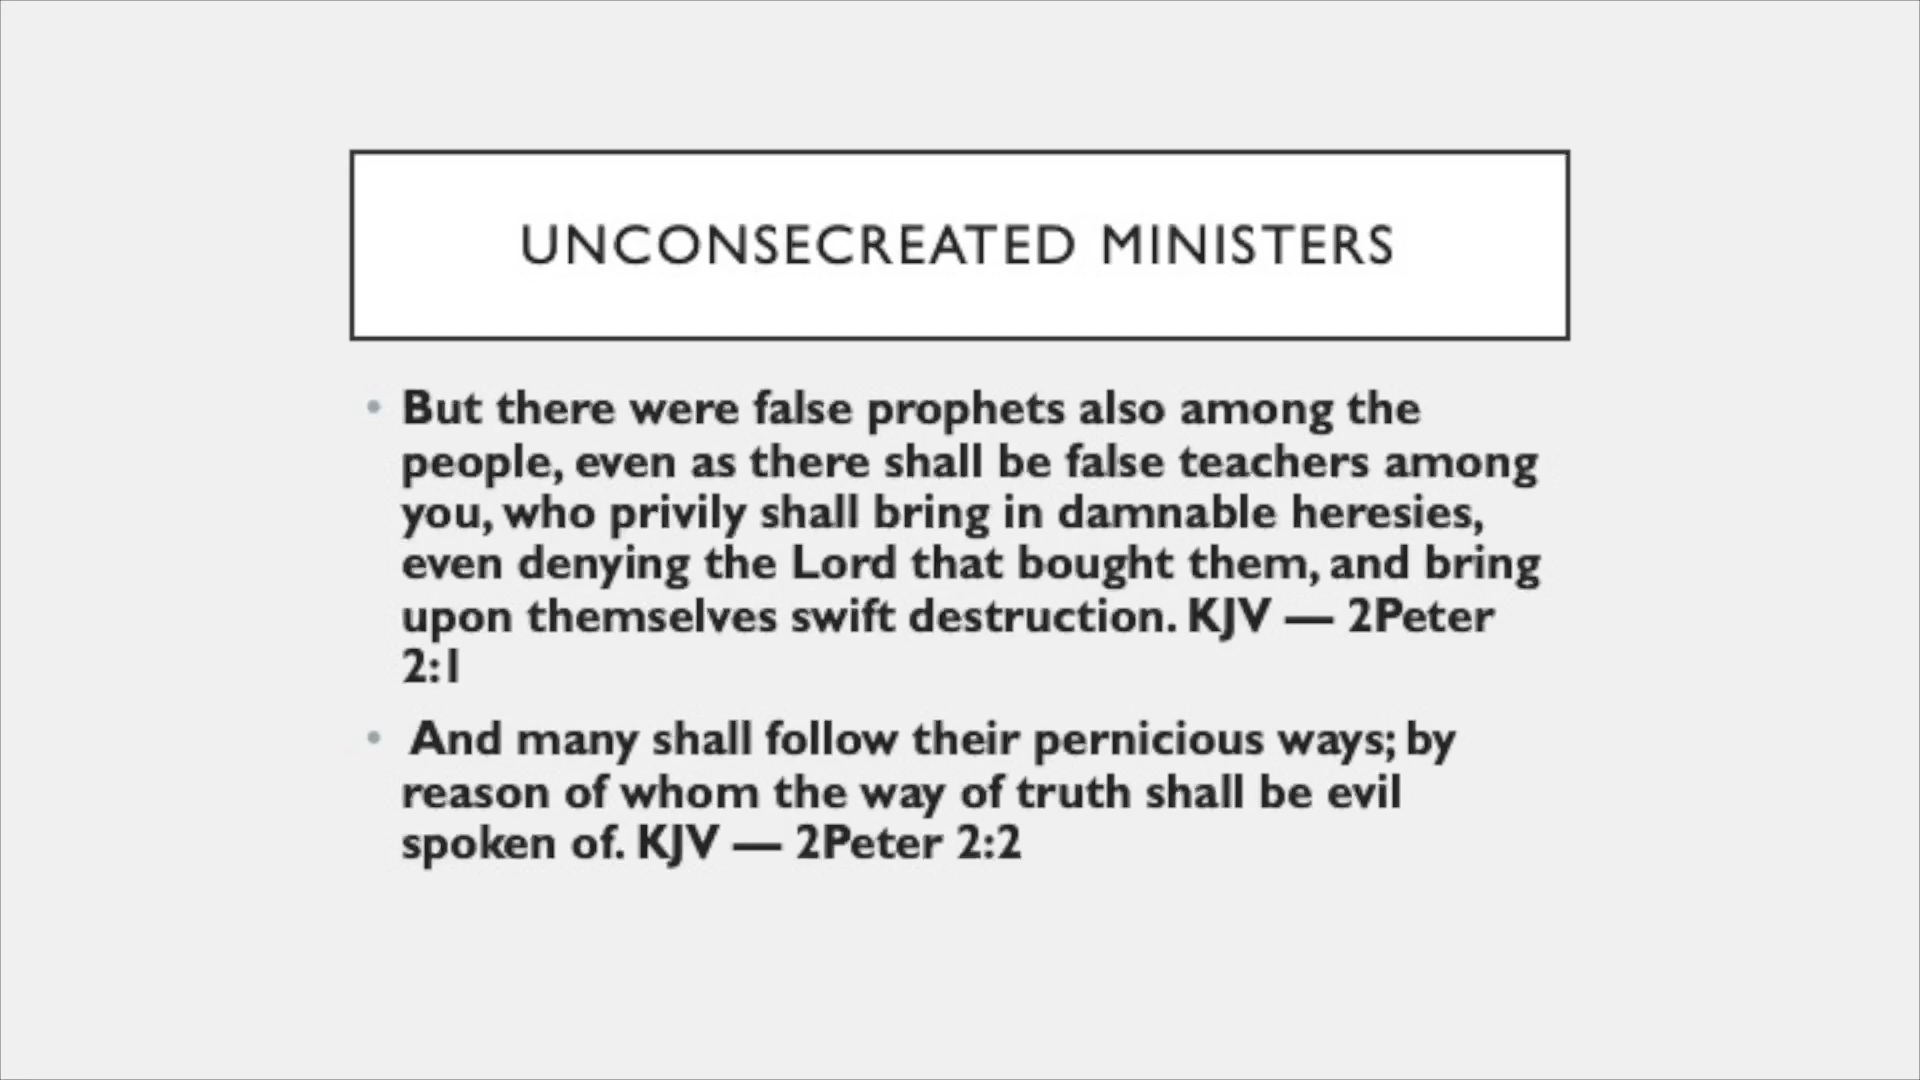 UNCONSECREATED MINISTERS
• But there were false prophets also among the
people, even as there shall be false teachers among
you, who privily shall bring in damnable heresies,
even denying the Lord that bought them, and bring
upon themselves swift destruction. KJV — 2Peter
2:1
• And many shall follow their pernicious ways; by
reason of whom the way of truth shall be evil
spoken of. KJV — 2Peter 2:2